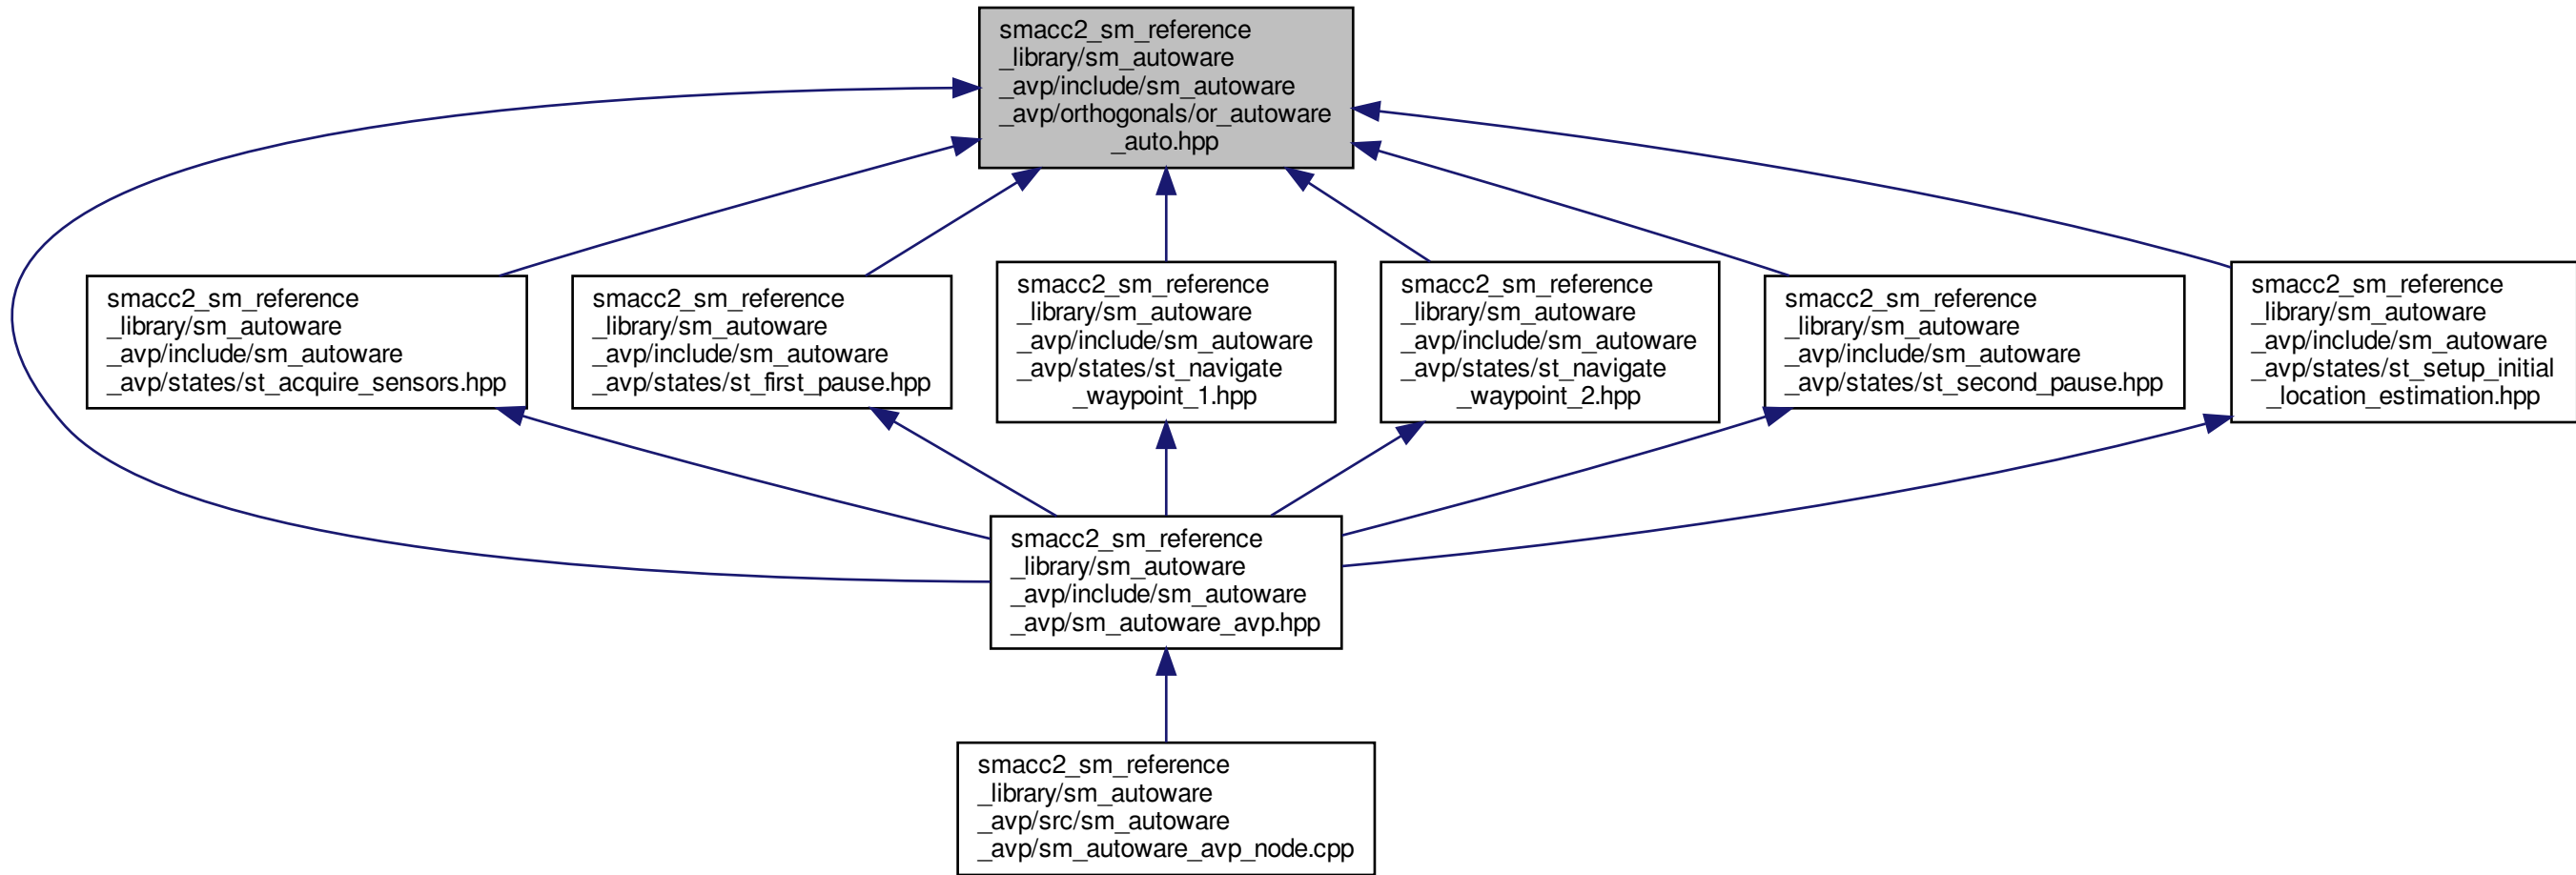 smacc2_sm_reference
_library/sm_autoware
_avp/include/sm_autoware
_avp/orthogonals/or_autoware
_auto.hpp
smacc2_sm_reference
_library/sm_autoware
_avp/include/sm_autoware
_avp/states/st_acquire_sensors.hpp
smacc2_sm_reference
_library/sm_autoware
_avp/include/sm_autoware
_avp/states/st_first_pause.hpp
smacc2_sm_reference
_library/sm_autoware
_avp/include/sm_autoware
_avp/states/st_navigate
_waypoint_1.hpp
smacc2_sm_reference
_library/sm_autoware
_avp/include/sm_autoware
_avp/states/st_navigate
_waypoint_2.hpp
smacc2_sm_reference
_library/sm_autoware
_avp/include/sm_autoware
_avp/states/st_second_pause.hpp
smacc2_sm_reference
_library/sm_autoware
_avp/include/sm_autoware
_avp/states/st_setup_initial
_location_estimation.hpp
smacc2_sm_reference
_library/sm_autoware
_avp/include/sm_autoware
_avp/sm_autoware_avp.hpp
smacc2_sm_reference
_library/sm_autoware
_avp/src/sm_autoware
_avp/sm_autoware_avp_node.cpp